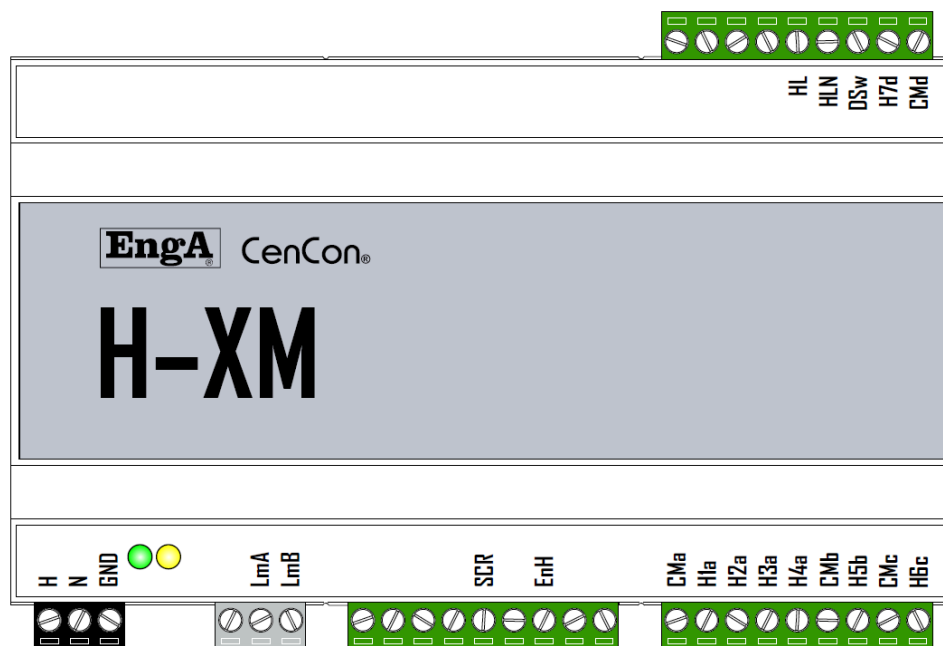 HL HLN DSw H7d CMd
EngA® CenCon®
H-XM
H N GND LmA LmB SCR EnH CMa H1a H2a H3a H4a CMb H5b CMc H6c